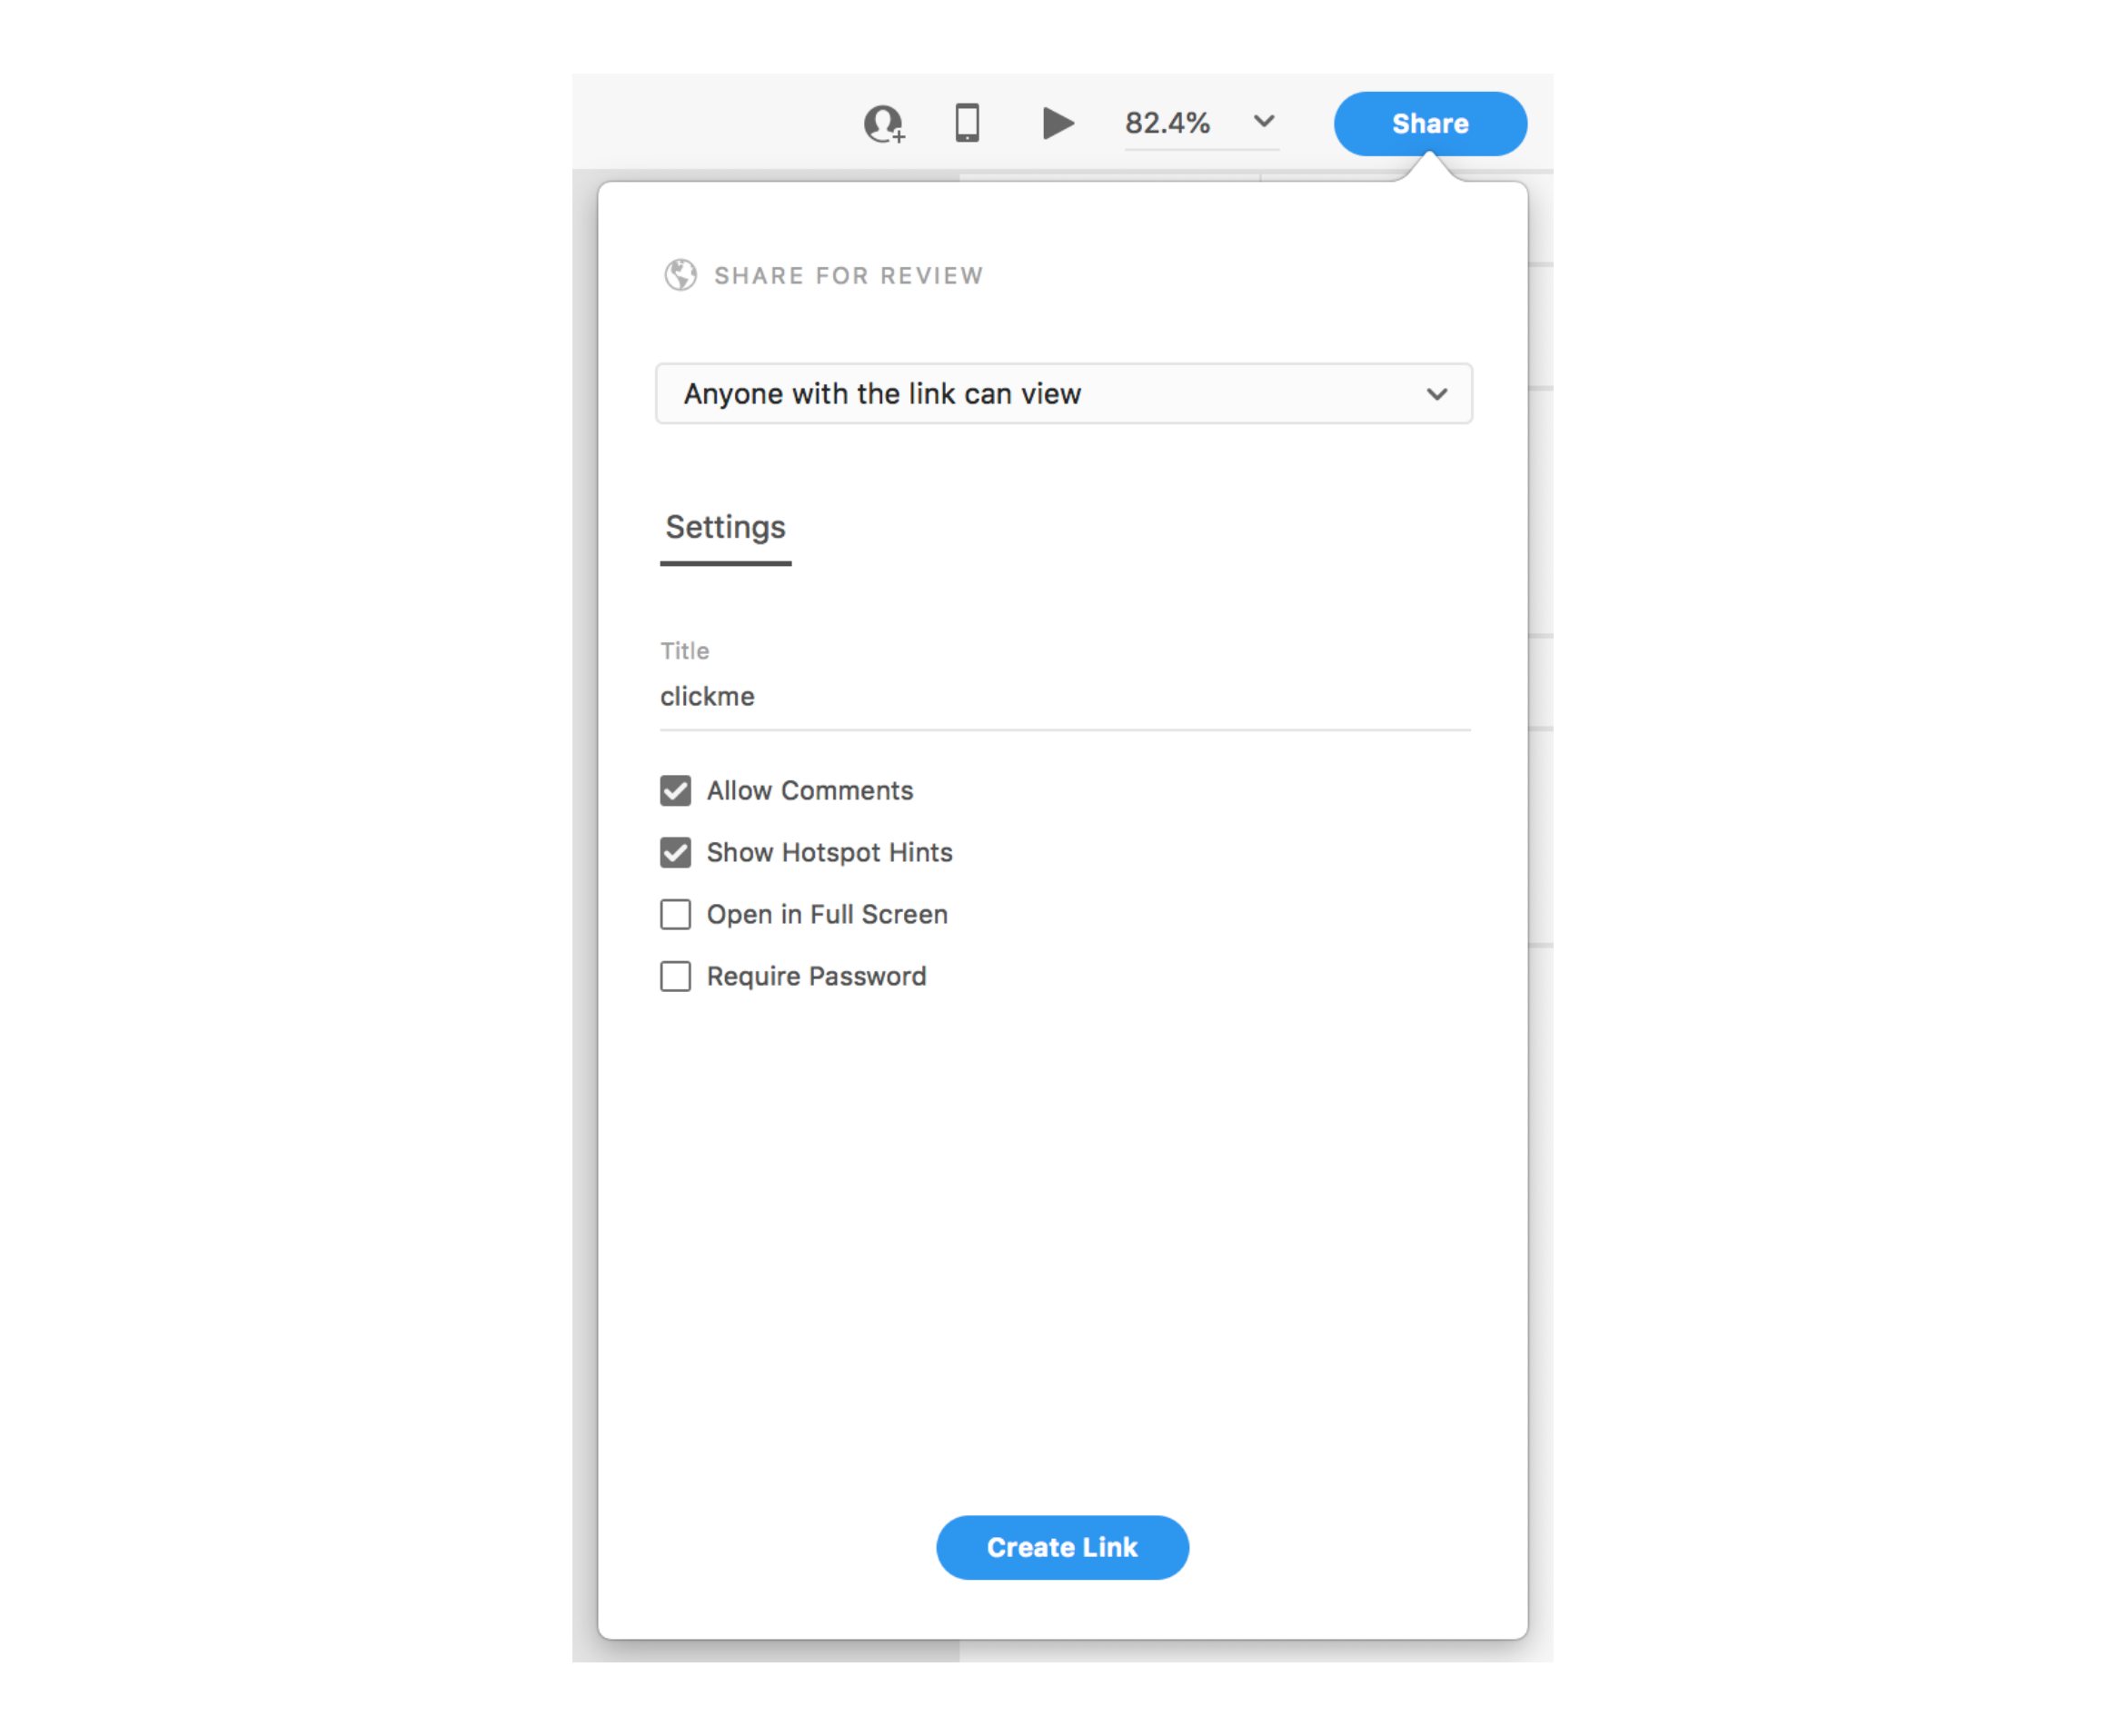 82.4%
Share
SHARE FOR REVIEW
Anyone with the link can view
Settings
Title
clickme
Allow Comments
Show Hotspot Hints
Open in Full Screen
Require Password
Create Link